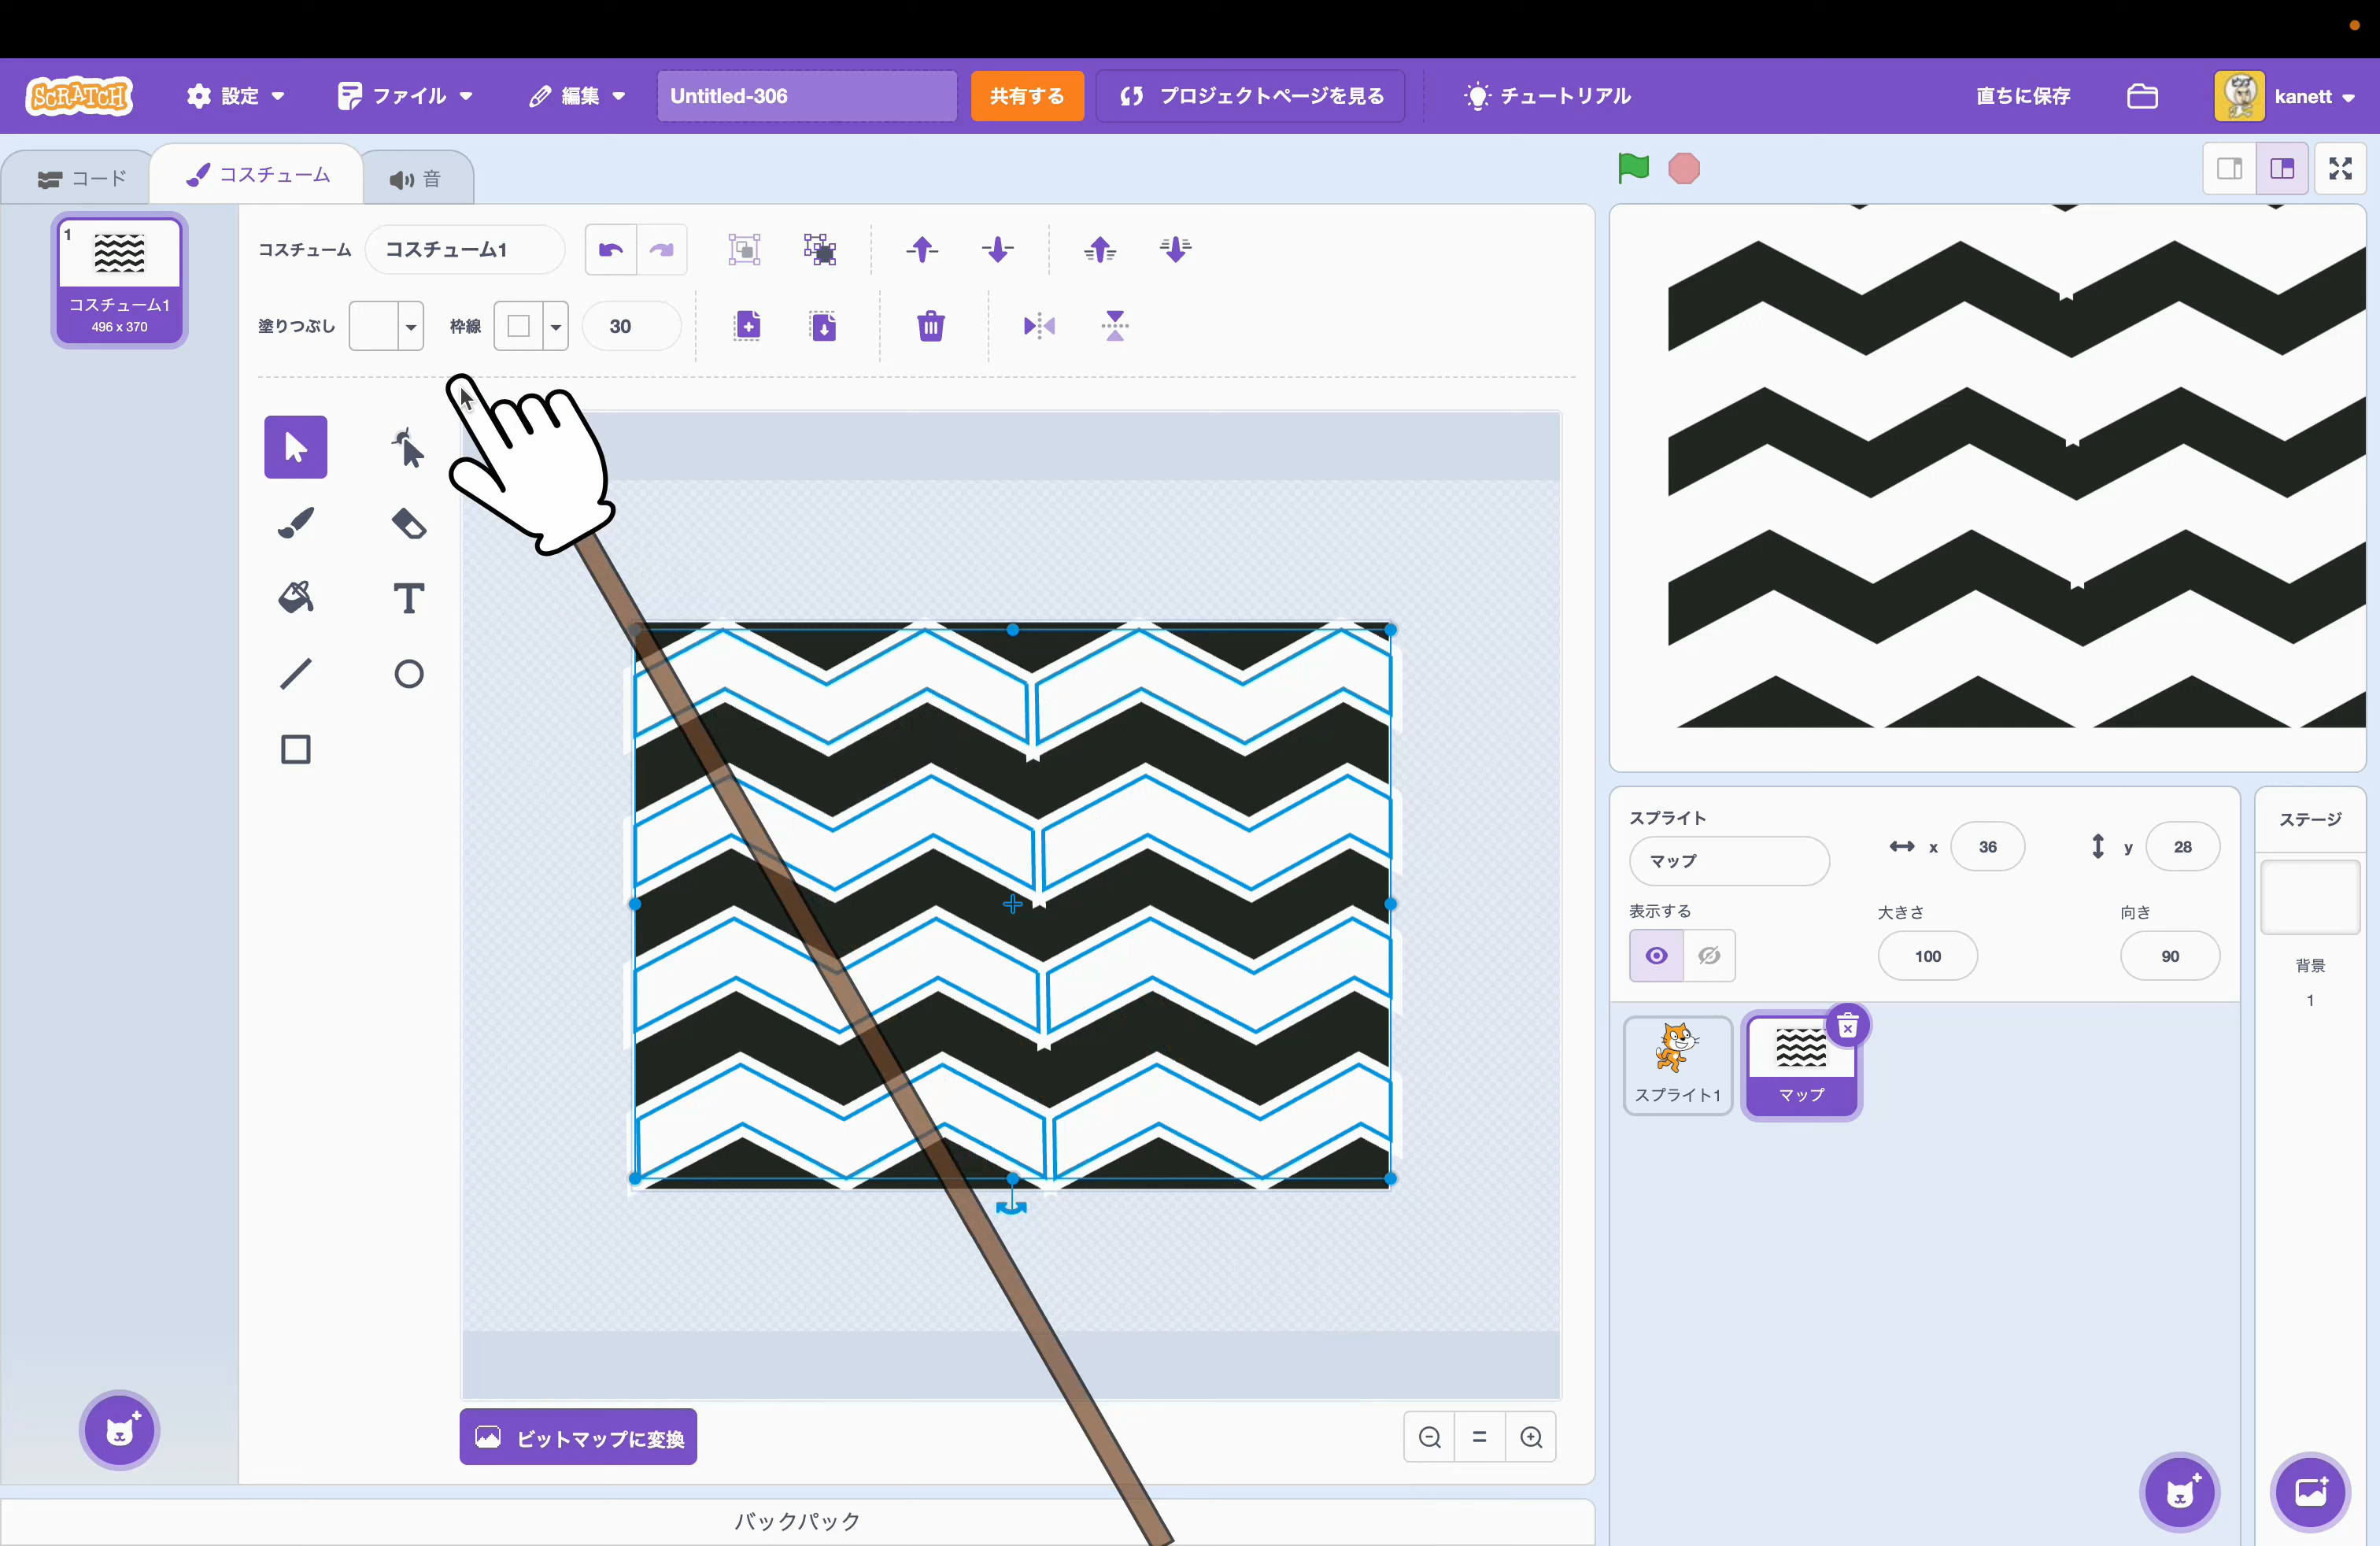 SCRATCH 設定 ファイル 編集 Untitled-306 共有する プロジェクトページを見る チュートリアル 直ちに保存 kanett
コード コスチューム 音
1
コスチューム1
496 x 370
コスチューム コスチューム1
塗りつぶし 枠線 30
T
ビットマップに変換
バックパック
スプライト
マップ
x 36 y 28
表示する 大きさ 向き
100 90
スプライト1
マップ
ステージ
背景
1